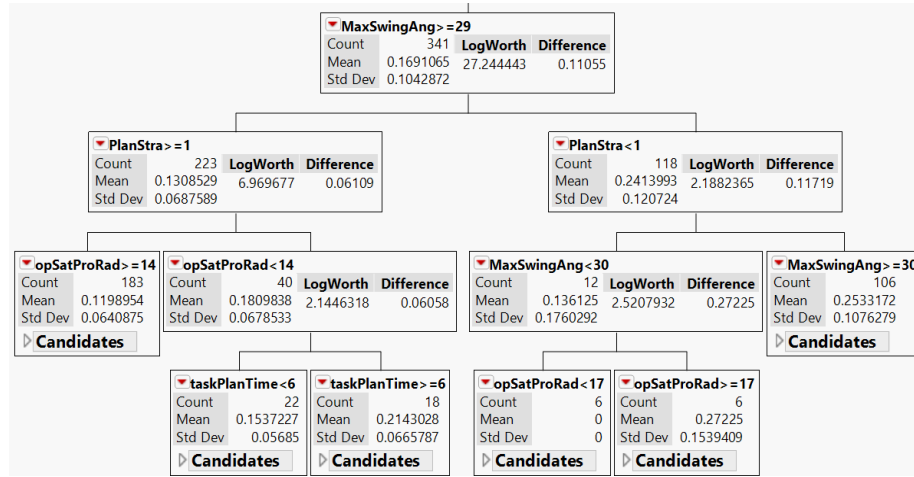 MaxSwingAng>=29
Count 341 LogWorth Difference
Mean 0.1691065 27.244443 0.11055
Std Dev 0.1042872
PlanStra>=1
Count 223 LogWorth Difference
Mean 0.1308529 6.969677 0.06109
Std Dev 0.0687589
PlanStra<1
Count 118 LogWorth Difference
Mean 0.2413993 2.1882365 0.11719
Std Dev 0.120724
opSatProRad>=14
Count 183
Mean 0.1198954
Std Dev 0.0640875
Candidates
opSatProRad<14
Count 40 LogWorth Difference
Mean 0.1809838 2.1446318 0.06058
Std Dev 0.0678533
MaxSwingAng<30
Count 12 LogWorth Difference
Mean 0.136125 2.5207932 0.27225
Std Dev 0.1760292
MaxSwingAng>=30
Count 106
Mean 0.2533172
Std Dev 0.1076279
Candidates
taskPlanTime<6
Count 22
Mean 0.1537227
Std Dev 0.05685
Candidates
taskPlanTime>=6
Count 18
Mean 0.2143028
Std Dev 0.0665787
Candidates
opSatProRad<17
Count 6
Mean 0
Std Dev 0
Candidates
opSatProRad>=17
Count 6
Mean 0.27225
Std Dev 0.1539409
Candidates